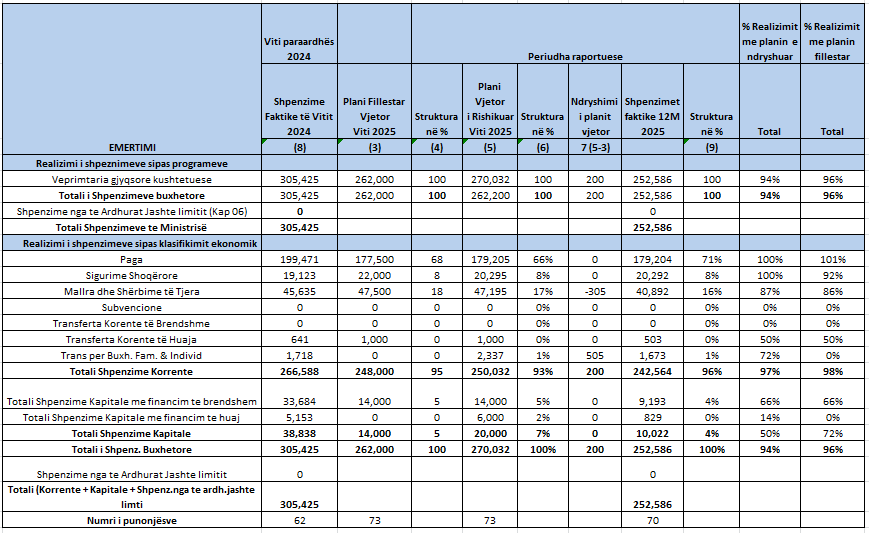 Viti paraardhës 2024 | Periudha raportuese | % Realizimit me planin e ndryshuar | % Realizimit me planin fillestar
EMERTIMI | Shpenzime Faktike të Vitit 2024 | Plani Fillestar Vjetor Viti 2025 | Struktura në % | Plani Vjetor i Rishikuar Viti 2025 | Struktura në % | Ndryshimi i planit vjetor | Shpenzimet faktike 12M 2025 | Struktura në % | Total | Total
(8) | (3) | (4) | (5) | (6) | 7 (5-3) | (9)
Realizimi i shpeznimeve sipas programeve
Veprimtaria gjyqsore kushtetuese | 305,425 | 262,000 | 100 | 270,032 | 100 | 200 | 252,586 | 100 | 94% | 96%
Totali i Shpenzimeve buxhetore | 305,425 | 262,000 | 100 | 262,200 | 100 | 200 | 252,586 | 100 | 94% | 96%
Shpenzime nga te Ardhurat Jashte limitit (Kap 06) | 0 | 0
Totali Shpenzimeve te Ministrisë | 305,425 | 252,586
Realizimi i shpenzimeve sipas klasifikimit ekonomik
Paga | 199,471 | 177,500 | 68 | 179,205 | 66% | 0 | 179,204 | 71% | 100% | 101%
Sigurime Shoqërore | 19,123 | 22,000 | 8 | 20,295 | 8% | 0 | 20,292 | 8% | 100% | 92%
Mallra dhe Shërbime të Tjera | 45,635 | 47,500 | 18 | 47,195 | 17% | -305 | 40,892 | 16% | 87% | 86%
Subvencione | 0 | 0 | 0 | 0 | 0% | 0 | 0 | 0% | 0% | 0%
Transferta Korente të Brendshme | 0 | 0 | 0 | 0 | 0% | 0 | 0 | 0% | 0% | 0%
Transferta Korente të Huaja | 641 | 1,000 | 0 | 1,000 | 0% | 0 | 503 | 0% | 50% | 50%
Trans per Buxh. Fam. & Individ | 1,718 | 0 | 0 | 2,337 | 1% | 505 | 1,673 | 1% | 72% | 0%
Totali Shpenzime Korrente | 266,588 | 248,000 | 95 | 250,032 | 93% | 200 | 242,564 | 96% | 97% | 98%
Totali Shpenzime Kapitale me financim te brendshem | 33,684 | 14,000 | 5 | 14,000 | 5% | 0 | 9,193 | 4% | 66% | 66%
Totali Shpenzime Kapitale me financim te huaj | 5,153 | 0 | 0 | 6,000 | 2% | 0 | 829 | 0% | 14% | 0%
Totali Shpenzime Kapitale | 38,838 | 14,000 | 5 | 20,000 | 7% | 0 | 10,022 | 4% | 50% | 72%
Totali i Shpenz. Buxhetore | 305,425 | 262,000 | 100 | 270,032 | 100% | 200 | 252,586 | 100% | 94% | 96%
Shpenzime nga te Ardhurat Jashte limitit | 0 | 0
Totali (Korrente + Kapitale + Shpenz.nga te ardh.jashte limti | 305,425 | 252,586
Numri i punonjësve | 62 | 73 | 73 | 70